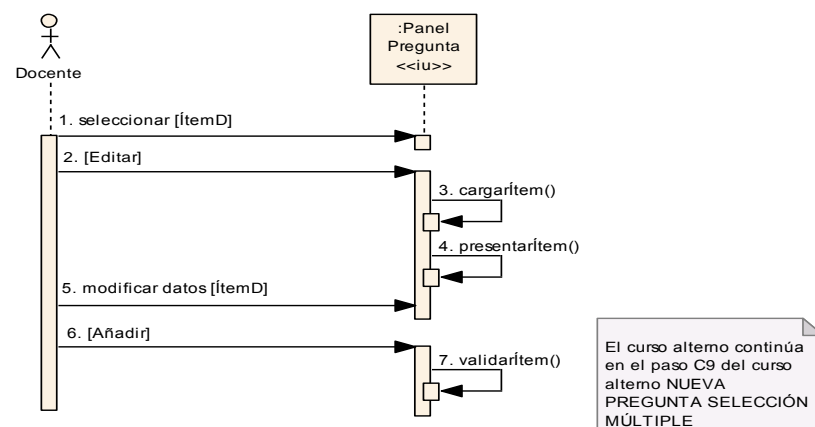 :Panel
Pregunta
<<iu>>
Docente
1. seleccionar [ÍtemD]
2. [Editar]
3. cargarÍtem()
4. presentarÍtem()
5. modificar datos [ÍtemD]
6. [Añadir]
7. validarÍtem()
El curso alterno continúa
en el paso C9 del curso
alterno NUEVA
PREGUNTA SELECCIÓN
MÚLTIPLE